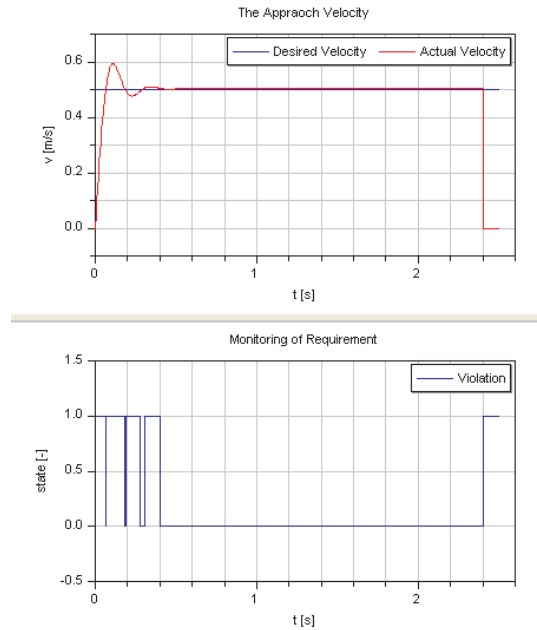 The Appraoch Velocity
Desired Velocity Actual Velocity
0.6
0.4
0.2
0.0
v [m/s]
0 1 2
t [s]
Monitoring of Requirement
Violation
1.5
1.0
0.5
0.0
-0.5
state [-]
0 1 2
t [s]